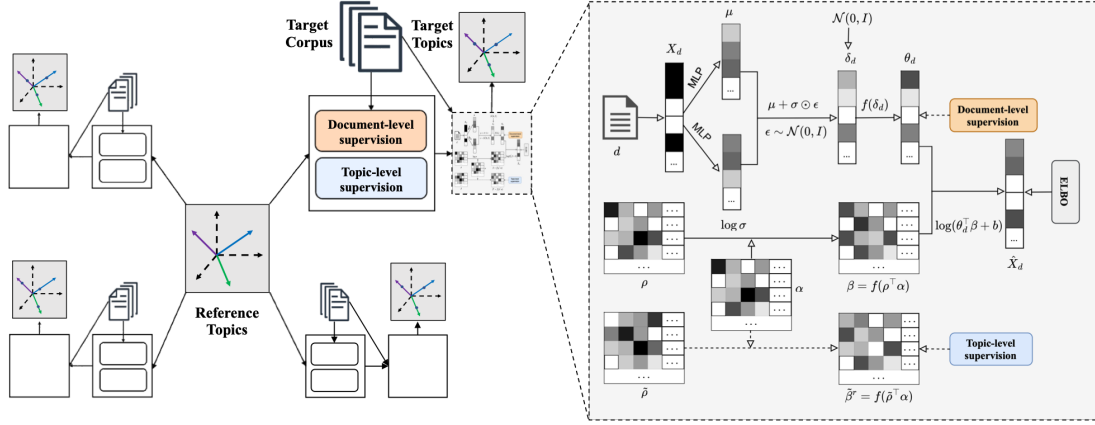 Target
Corpus
Target
Topics
Document-level
supervision
Topic-level
supervision
Reference
Topics
d
X_d
MLP
MLP
μ
...
...
...
log σ
μ + σ ⊙ ϵ
ϵ ∼ 𝒩(0, I)
𝒩(0, I)
δ_d
f(δ_d)
θ_d
...
...
Document-level
supervision
log(θ_d^⊤ β + b)
...
X̂_d
ELBO
...
...
...
...
...
ρ
...
...
...
...
...
α
...
...
...
...
...
β = f(ρ^⊤ α)
...
...
...
...
...
ρ̃
...
...
...
...
...
β̃^r = f(ρ̃^⊤ α)
Topic-level
supervision